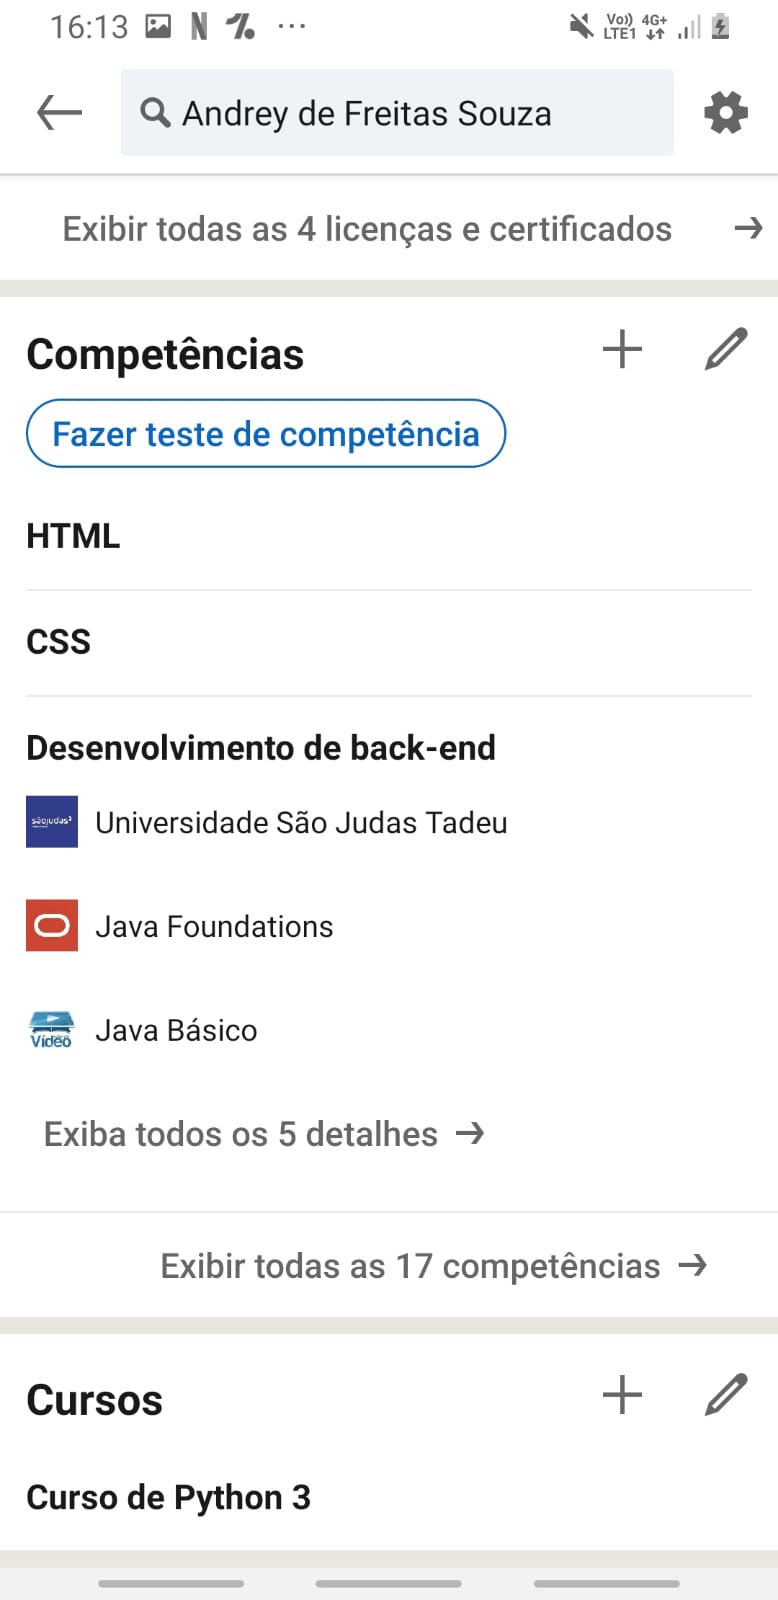 16:13 N ...
Vo)) 4G+
LTE1
Andrey de Freitas Souza
Exibir todas as 4 licenças e certificados
Competências
Fazer teste de competência
HTML
CSS
Desenvolvimento de back-end
sãojudas
Universidade São Judas Tadeu
Java Foundations
Vídeo
Java Básico
Exiba todos os 5 detalhes
Exibir todas as 17 competências
Cursos
Curso de Python 3